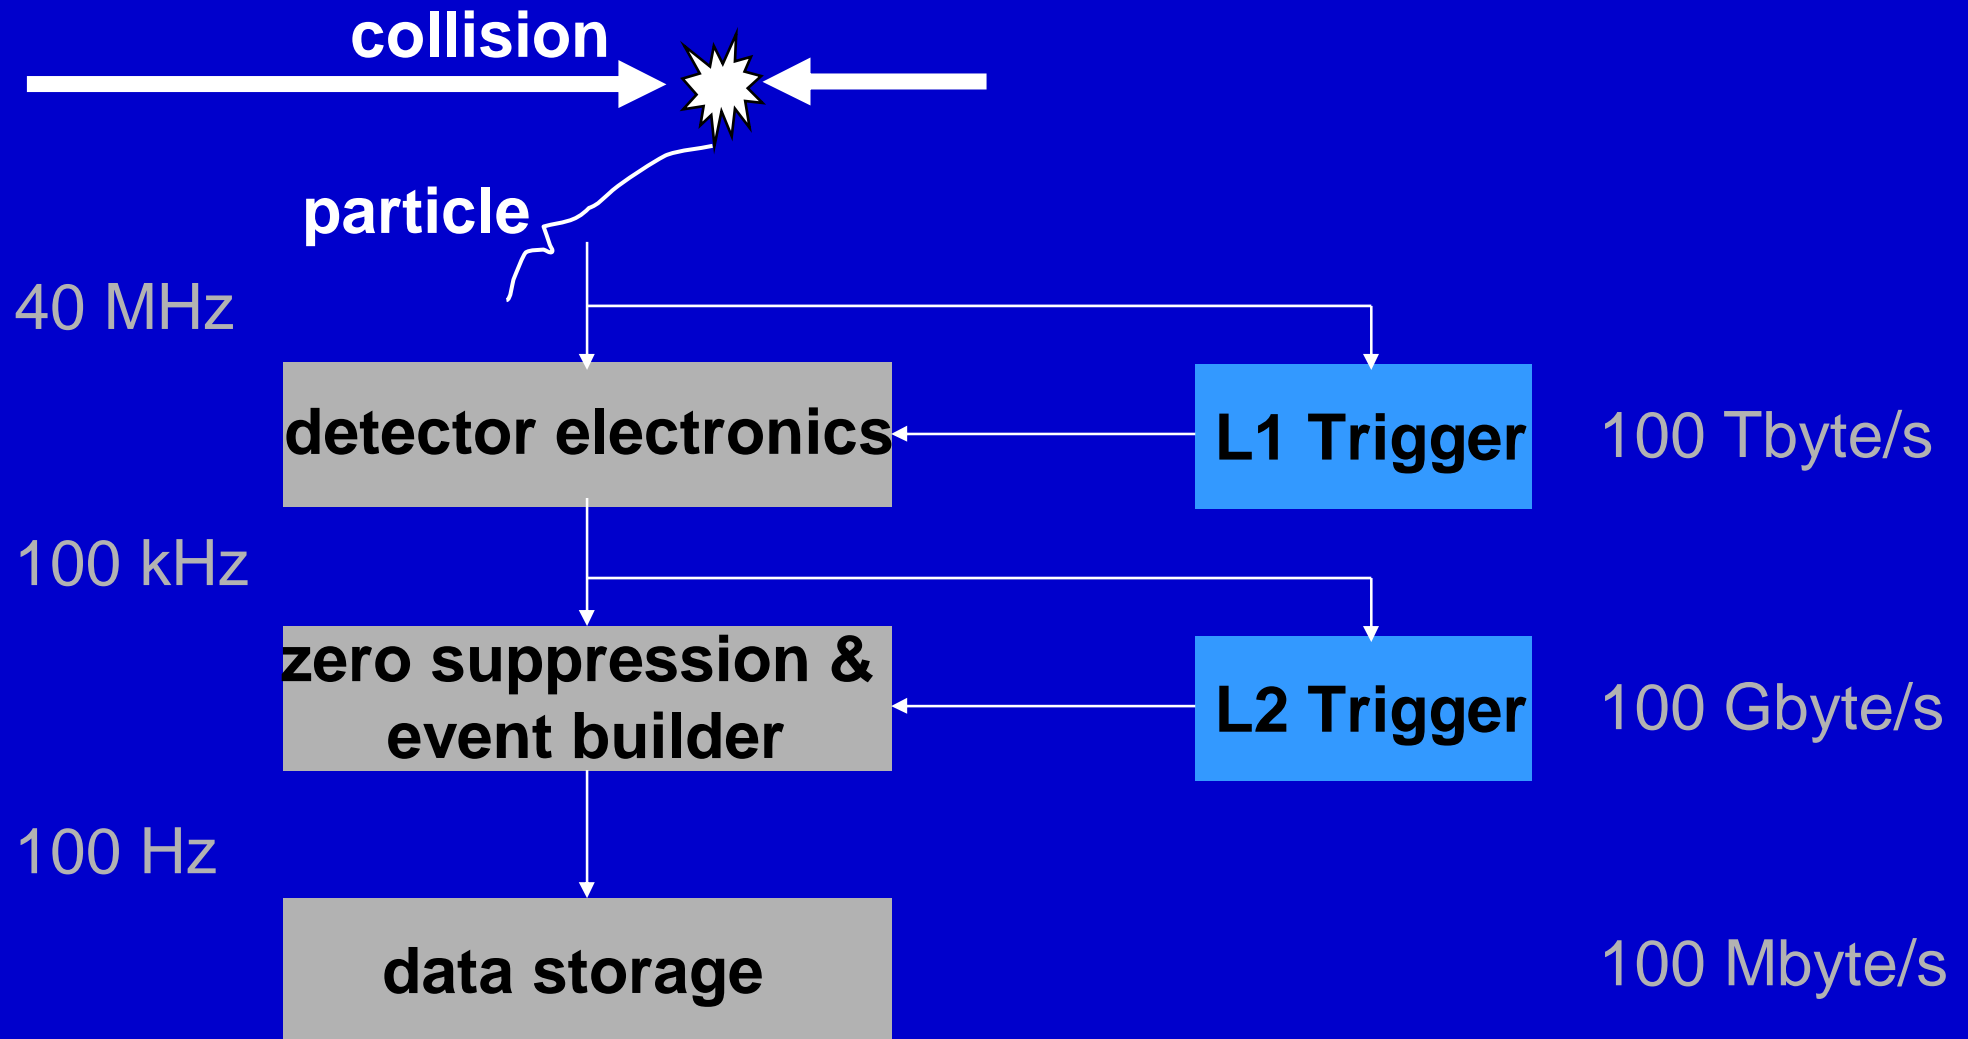 collision
particle
40 MHz
detector electronics
L1 Trigger
100 Tbyte/s
100 kHz
zero suppression &
event builder
L2 Trigger
100 Gbyte/s
100 Hz
data storage
100 Mbyte/s